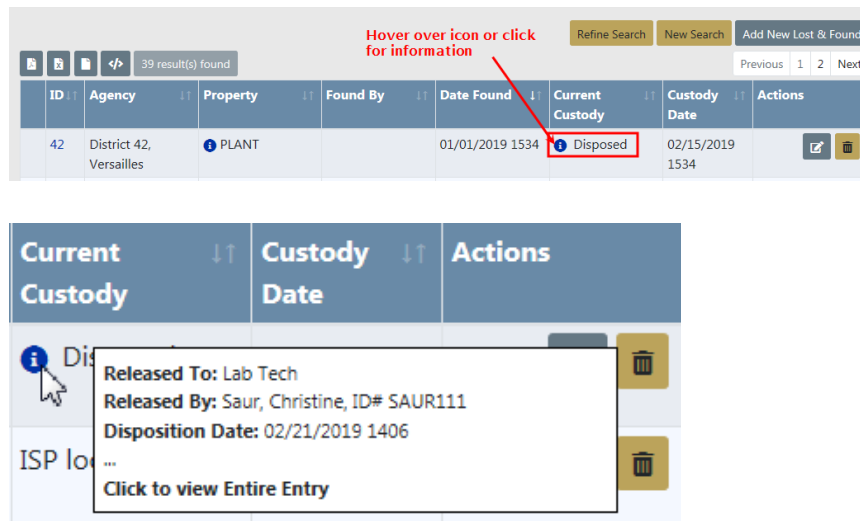 Hover over icon or click
for information
Refine Search New Search Add New Lost & Found
39 result(s) found
Previous 1 2 Next
ID Agency Property Found By Date Found Current Custody Custody Date Actions
42 District 42, Versailles PLANT 01/01/2019 1534 Disposed 02/15/2019 1534
Current Custody Custody Date Actions
Released To: Lab Tech
Released By: Saur, Christine, ID# SAUR111
Disposition Date: 02/21/2019 1406
...
Click to view Entire Entry
ISP